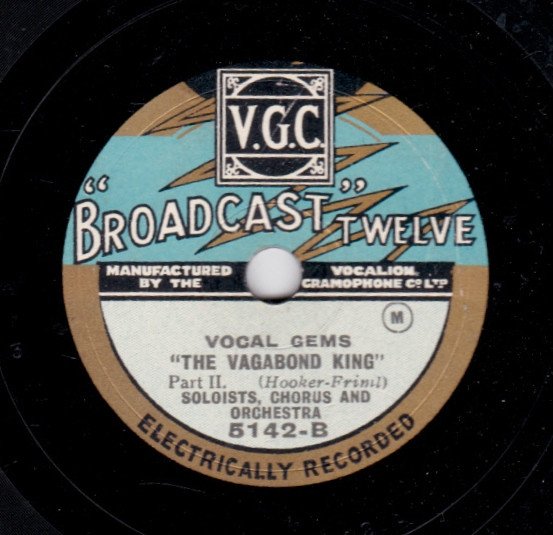 V.G.C.
"BROADCAST" TWELVE
MANUFACTURED BY THE
VOCALION GRAMOPHONE CO LTD
M
VOCAL GEMS
"THE VAGABOND KING"
Part II. (Hooker-Friml)
SOLOISTS, CHORUS AND
ORCHESTRA
5142-B
ELECTRICALLY RECORDED